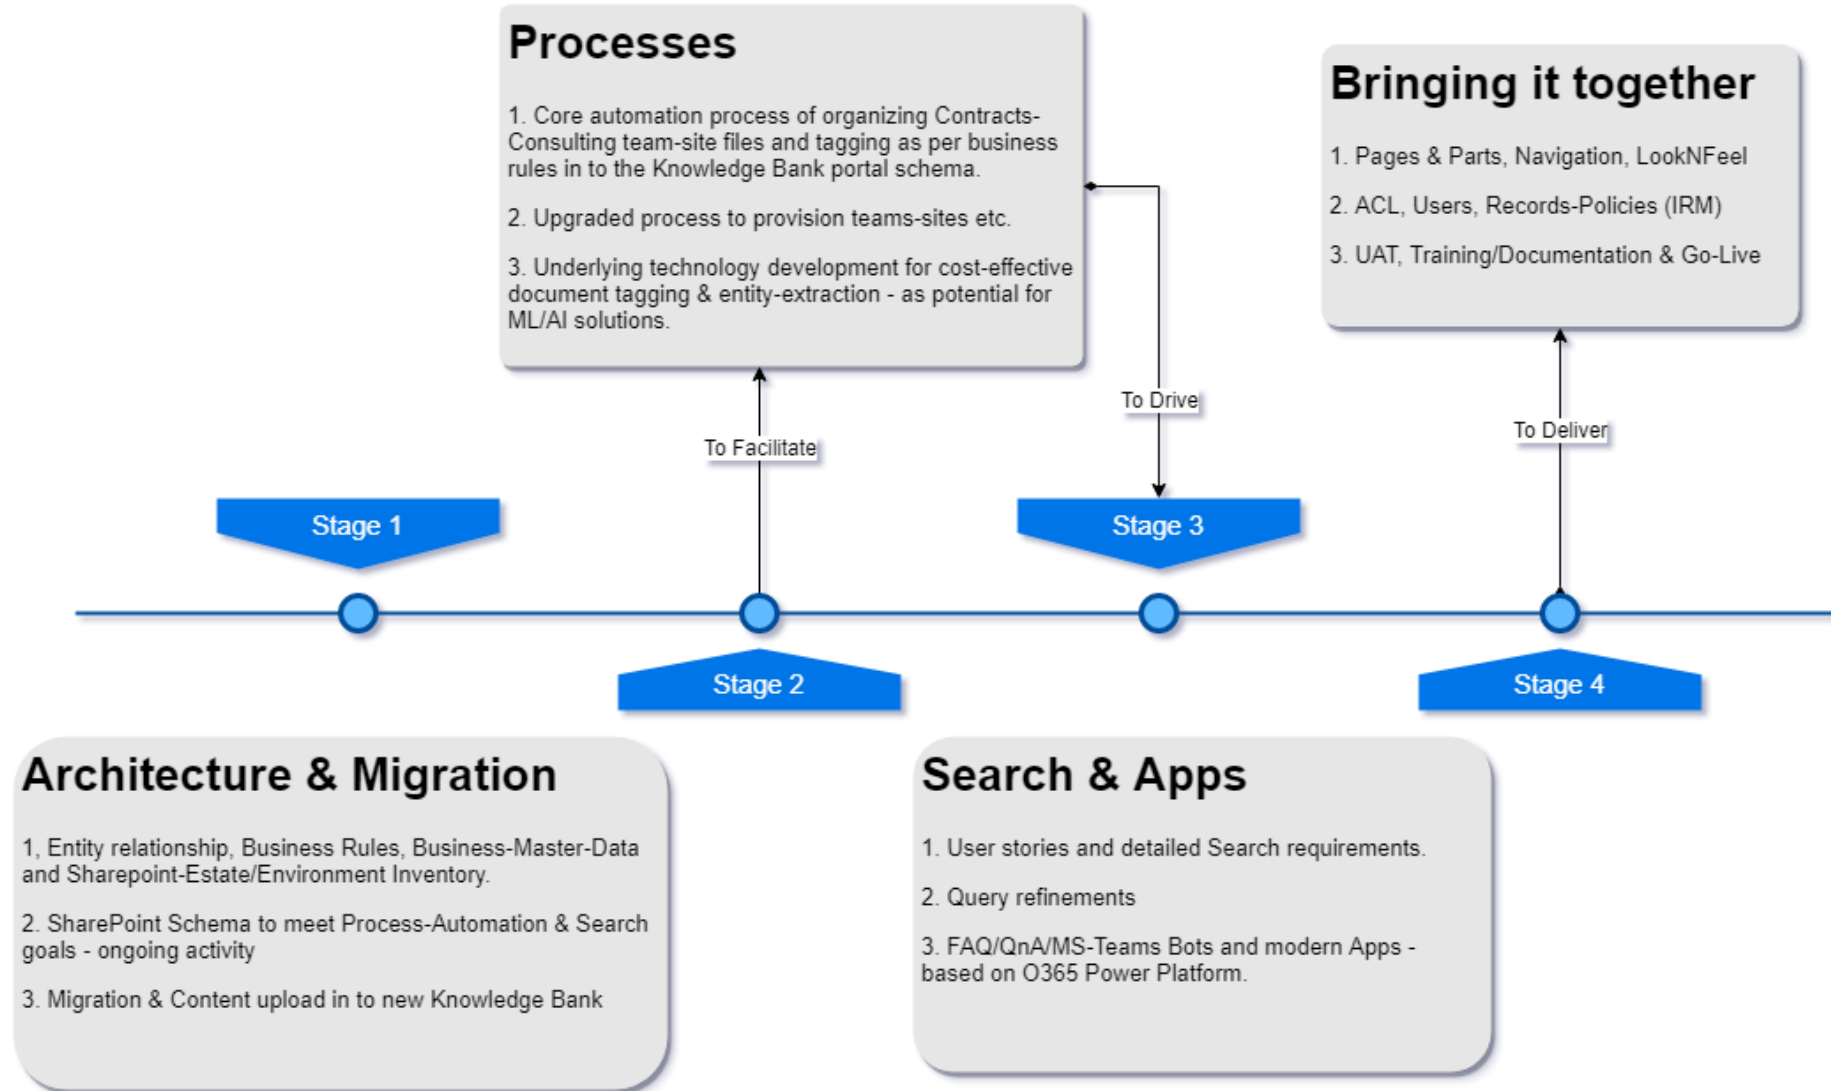 Processes
1. Core automation process of organizing Contracts-
Consulting team-site files and tagging as per business
rules in to the Knowledge Bank portal schema.
2. Upgraded process to provision teams-sites etc.
3. Underlying technology development for cost-effective
document tagging & entity-extraction - as potential for
ML/AI solutions.
Bringing it together
1. Pages & Parts, Navigation, LookNFeel
2. ACL, Users, Records-Policies (IRM)
3. UAT, Training/Documentation & Go-Live
To Drive
To Deliver
To Facilitate
Stage 1
Stage 3
Stage 2
Stage 4
Architecture & Migration
1, Entity relationship, Business Rules, Business-Master-Data
and Sharepoint-Estate/Environment Inventory.
2. SharePoint Schema to meet Process-Automation & Search
goals - ongoing activity
3. Migration & Content upload in to new Knowledge Bank
Search & Apps
1. User stories and detailed Search requirements.
2. Query refinements
3. FAQ/QnA/MS-Teams Bots and modern Apps -
based on O365 Power Platform.